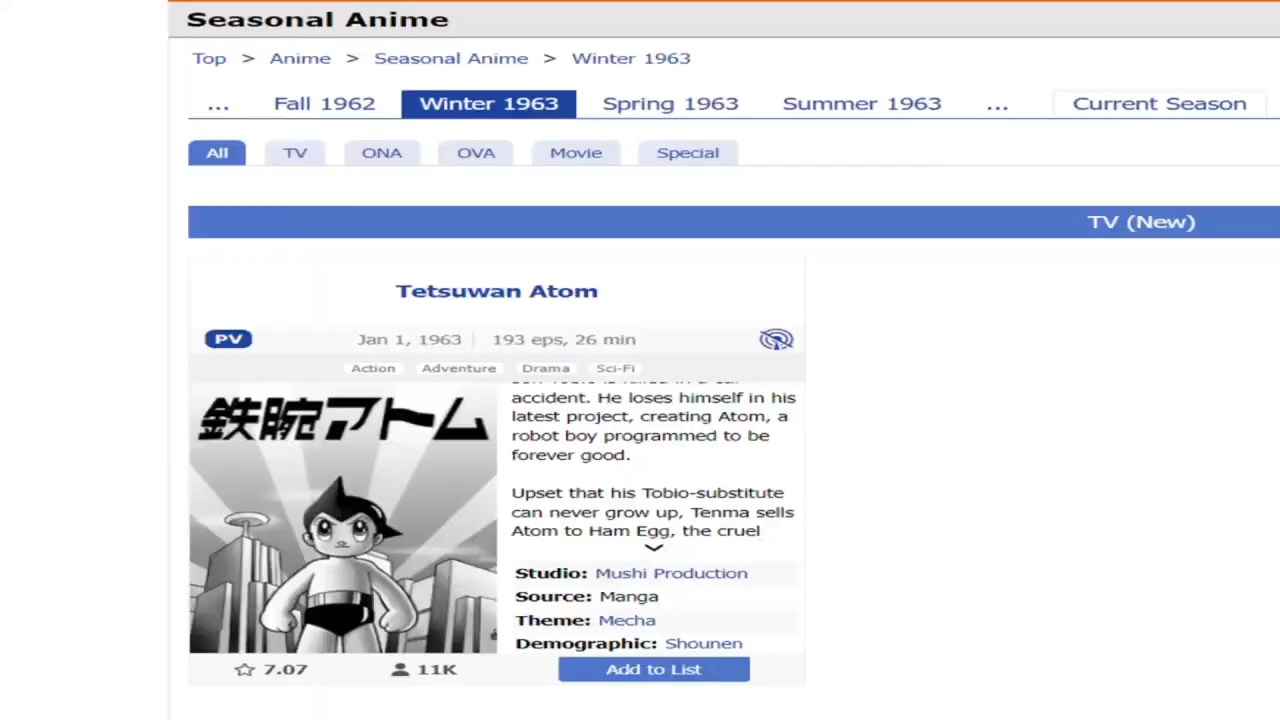 Seasonal Anime
Top > Anime > Seasonal Anime > Winter 1963
... Fall 1962 Winter 1963 Spring 1963 Summer 1963 ... Current Season
All TV ONA OVA Movie Special
TV (New)
Tetsuwan Atom
PV Jan 1, 1963 193 eps, 26 min
Action Adventure Drama Sci-Fi
鉄腕アトム
accident. He loses himself in his
latest project, creating Atom, a
robot boy programmed to be
forever good.
Upset that his Tobio-substitute
can never grow up, Tenma sells
Atom to Ham Egg, the cruel
Studio: Mushi Production
Source: Manga
Theme: Mecha
Demographic: Shounen
7.07 11K Add to List